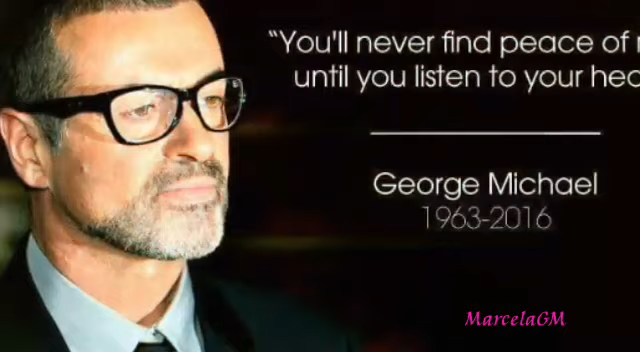 “You'll never find peace of
until you listen to your
George Michael
1963-2016
MarcelaGM